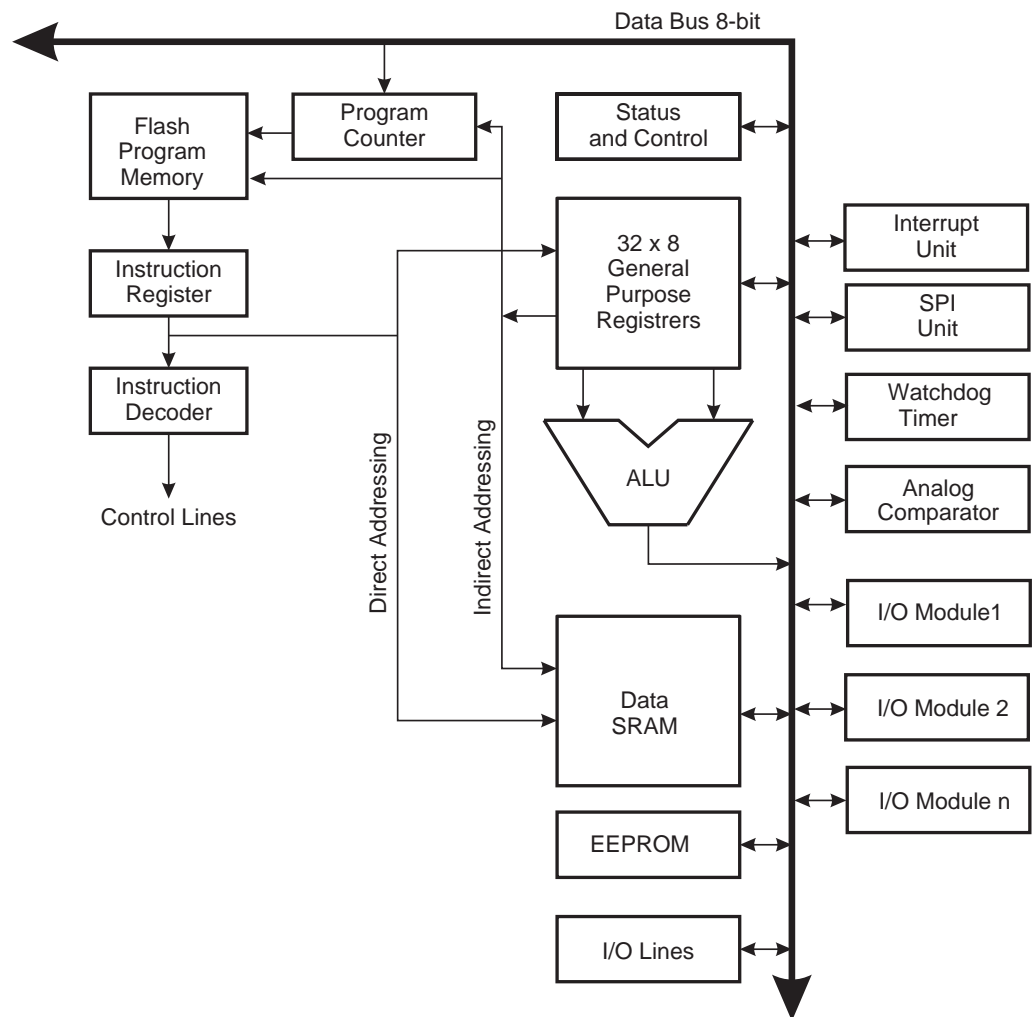 Data Bus 8-bit
Flash
Program
Memory
Program
Counter
Status
and Control
Interrupt
Unit
32 x 8
General
Purpose
Registrers
Instruction
Register
SPI
Unit
Instruction
Decoder
Watchdog
Timer
ALU
Analog
Comparator
Control Lines
Direct Addressing
Indirect Addressing
I/O Module1
Data
SRAM
I/O Module 2
I/O Module n
EEPROM
I/O Lines